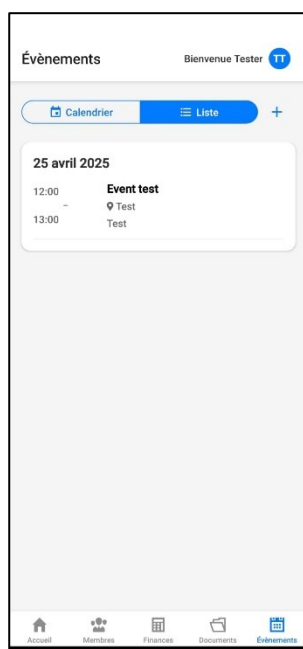 Évènements
Bienvenue Tester TT
Calendrier
Liste
+
25 avril 2025
12:00
–
13:00
Event test
Test
Test
Accueil
Membres
Finances
Documents
Évènements